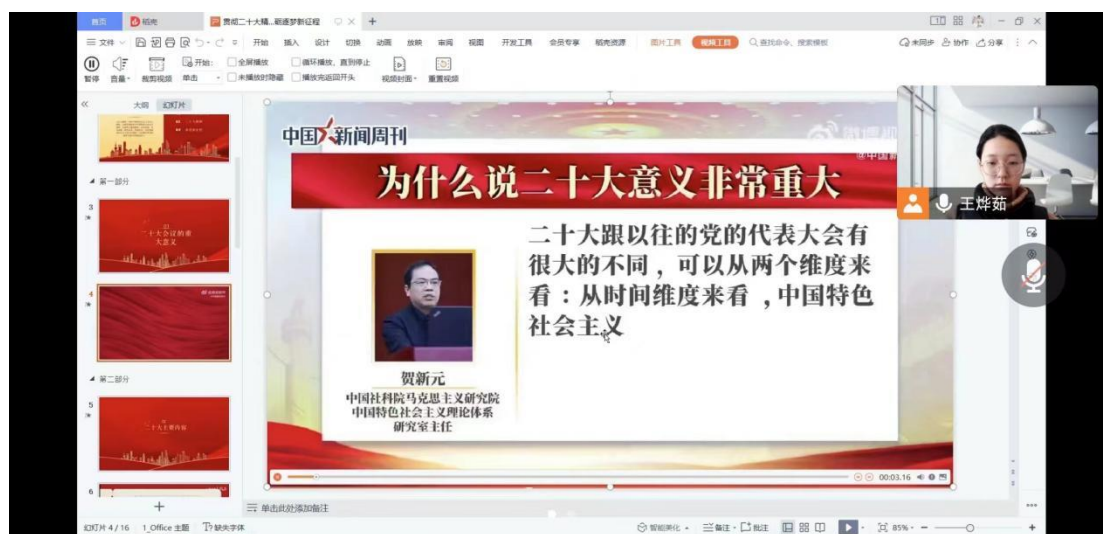 首页
稻壳
贯彻二十大精...砥逐梦新征程
文件
开始
插入
设计
切换
动画
放映
审阅
视图
开发工具
会员专享
稻壳资源
图片工具
视频工具
查找命令、搜索模板
未同步
协作
分享
暂停
音量
裁剪视频
开始:
单击
全屏播放
未播放时隐藏
循环播放，直到停止
播放完返回开头
视频封面
重置视频
大纲
幻灯片
第一部分
3
二十大会议的重
大意义
4
第二部分
5
二十大主要内容
6
中国新闻周刊
为什么说二十大意义非常重大
二十大跟以往的党的代表大会有
很大的不同，可以从两个维度来
看：从时间维度来看，中国特色
社会主义
贺新元
中国社科院马克思主义研究院
中国特色社会主义理论体系
研究室主任
王烨茹
00:03.16
单击此处添加备注
幻灯片 4 / 16
1_Office 主题
缺失字体
智能美化
备注
批注
85%